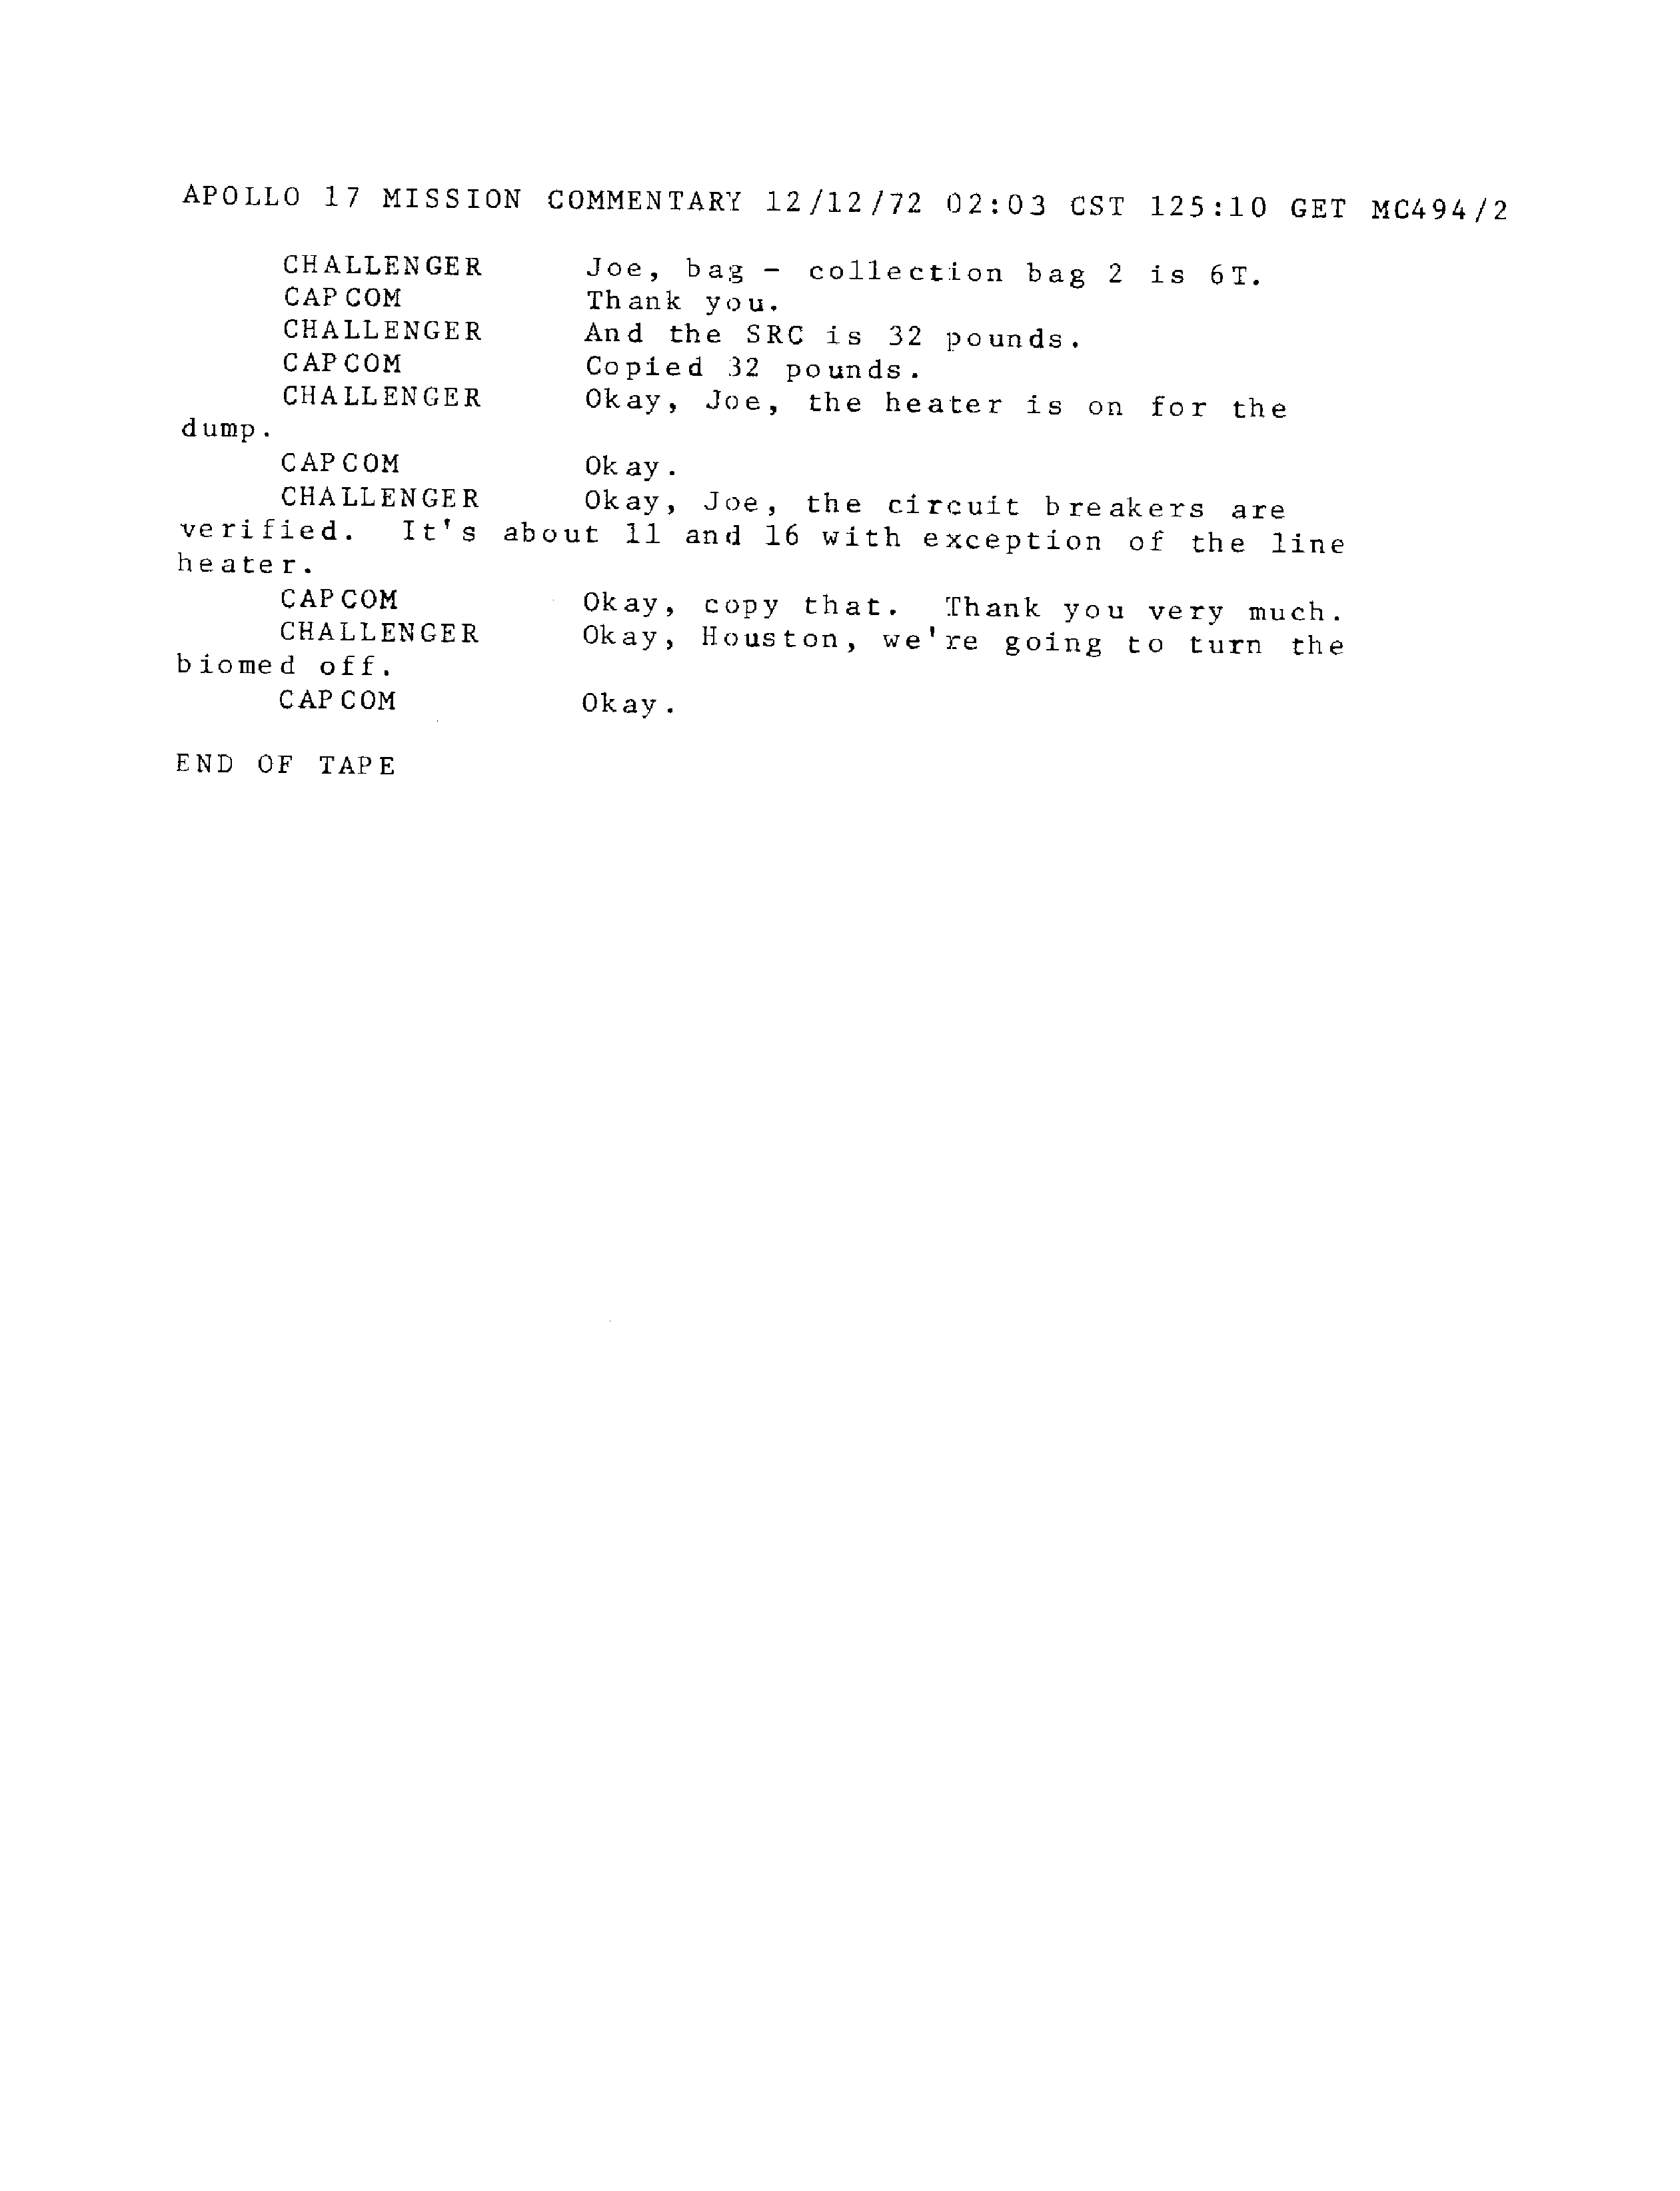 APOLLO 17 MISSION COMMENTARY 12/12/72 02:03 CST 125:10 GET MC494/2
CHALLENGER Joe, bag - collection bag 2 is 6T.
CAPCOM Thank you.
CHALLENGER And the SRC is 32 pounds.
CAPCOM Copied 32 pounds.
CHALLENGER Okay, Joe, the heater is on for the
dump.
CAPCOM Okay.
CHALLENGER Okay, Joe, the circuit breakers are
verified. It's about 11 and 16 with exception of the line
heater.
CAPCOM Okay, copy that. Thank you very much.
CHALLENGER Okay, Houston, we're going to turn the
biomed off.
CAPCOM Okay.
END OF TAPE